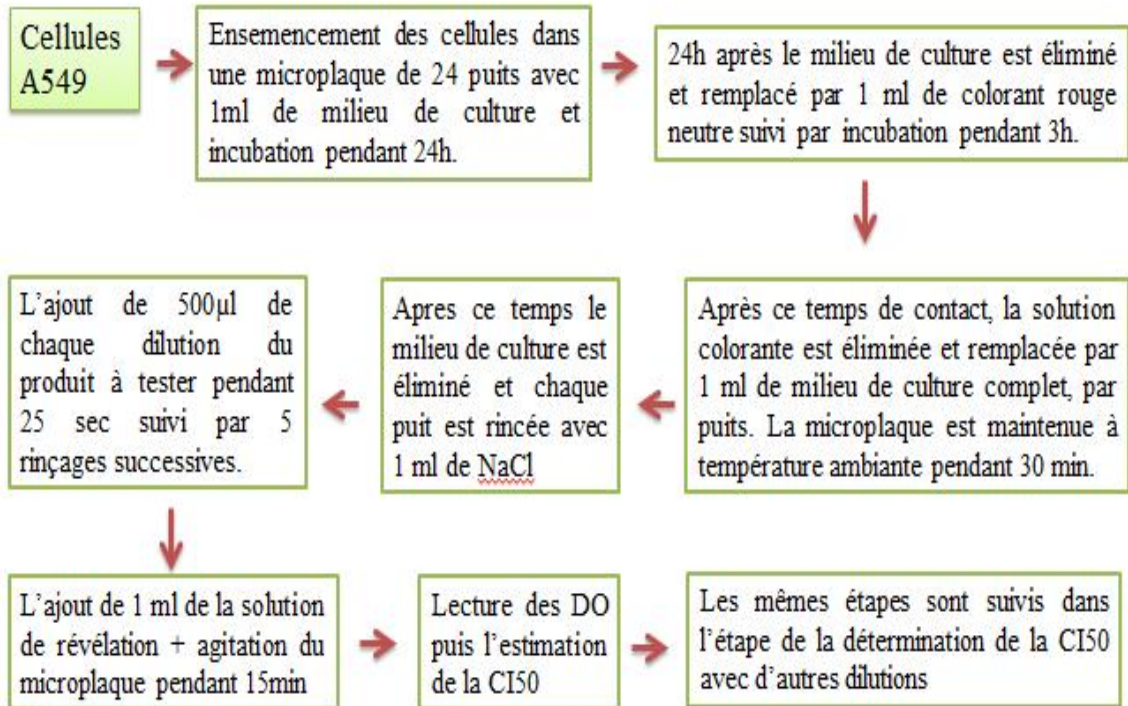 Cellules
A549
Ensemencement des cellules dans
une microplaque de 24 puits avec
1ml de milieu de culture et
incubation pendant 24h.
24h après le milieu de culture est éliminé
et remplacé par 1 ml de colorant rouge
neutre suivi par incubation pendant 3h.
Après ce temps de contact, la solution
colorante est éliminée et remplacée par
1 ml de milieu de culture complet, par
puits. La microplaque est maintenue à
température ambiante pendant 30 min.
Apres ce temps le
milieu de culture est
éliminé et chaque
puit est rincée avec
1 ml de NaCl
L’ajout de 500µl de
chaque dilution du
produit à tester pendant
25 sec suivi par 5
rinçages successives.
L’ajout de 1 ml de la solution
de révélation + agitation du
microplaque pendant 15min
Lecture des DO
puis l’estimation
de la CI50
Les mêmes étapes sont suivis dans
l’étape de la détermination de la CI50
avec d’autres dilutions